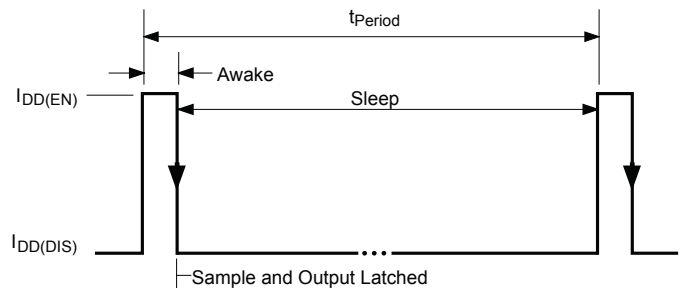 tPeriod
Awake
IDD(EN)
Sleep
IDD(DIS)
Sample and Output Latched